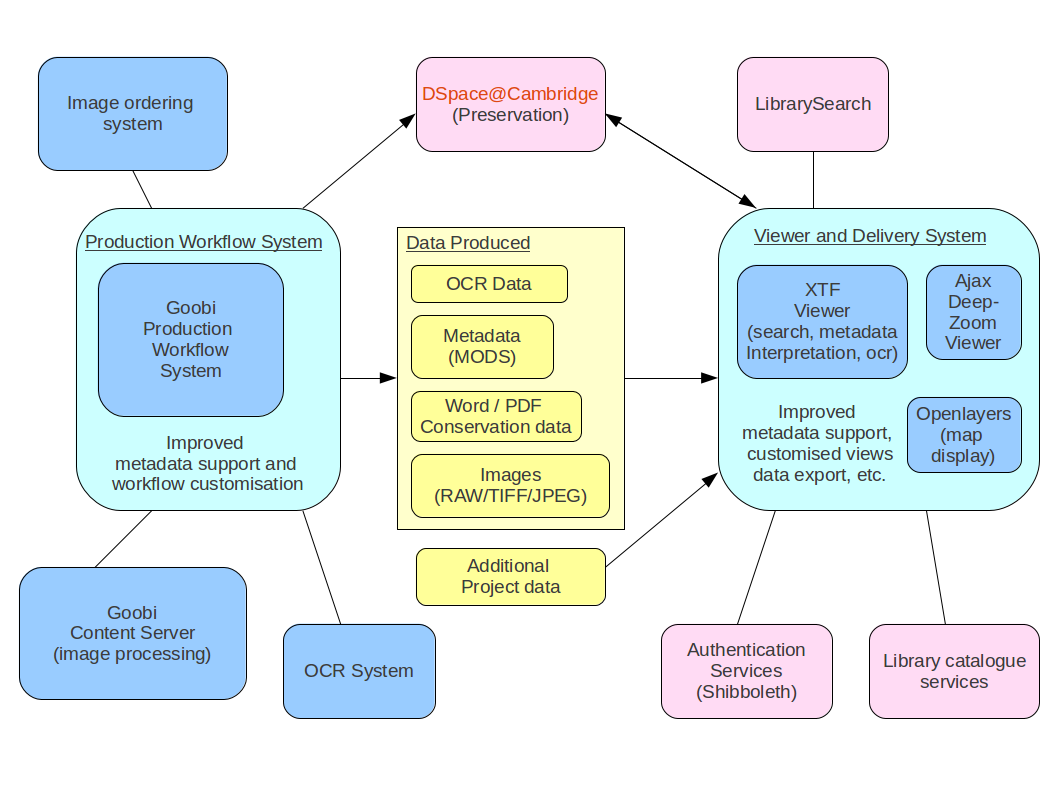 Image ordering
system
DSpace@Cambridge
(Preservation)
LibrarySearch
Production Workflow System
Goobi
Production
Workflow
System
Improved
metadata support and
workflow customisation
Data Produced
OCR Data
Metadata
(MODS)
Word / PDF
Conservation data
Images
(RAW/TIFF/JPEG)
Additional
Project data
Viewer and Delivery System
XTF
Viewer
(search, metadata
Interpretation, ocr)
Ajax
Deep-
Zoom
Viewer
Improved
metadata support,
customised views
data export, etc.
Openlayers
(map
display)
Goobi
Content Server
(image processing)
OCR System
Authentication
Services
(Shibboleth)
Library catalogue
services